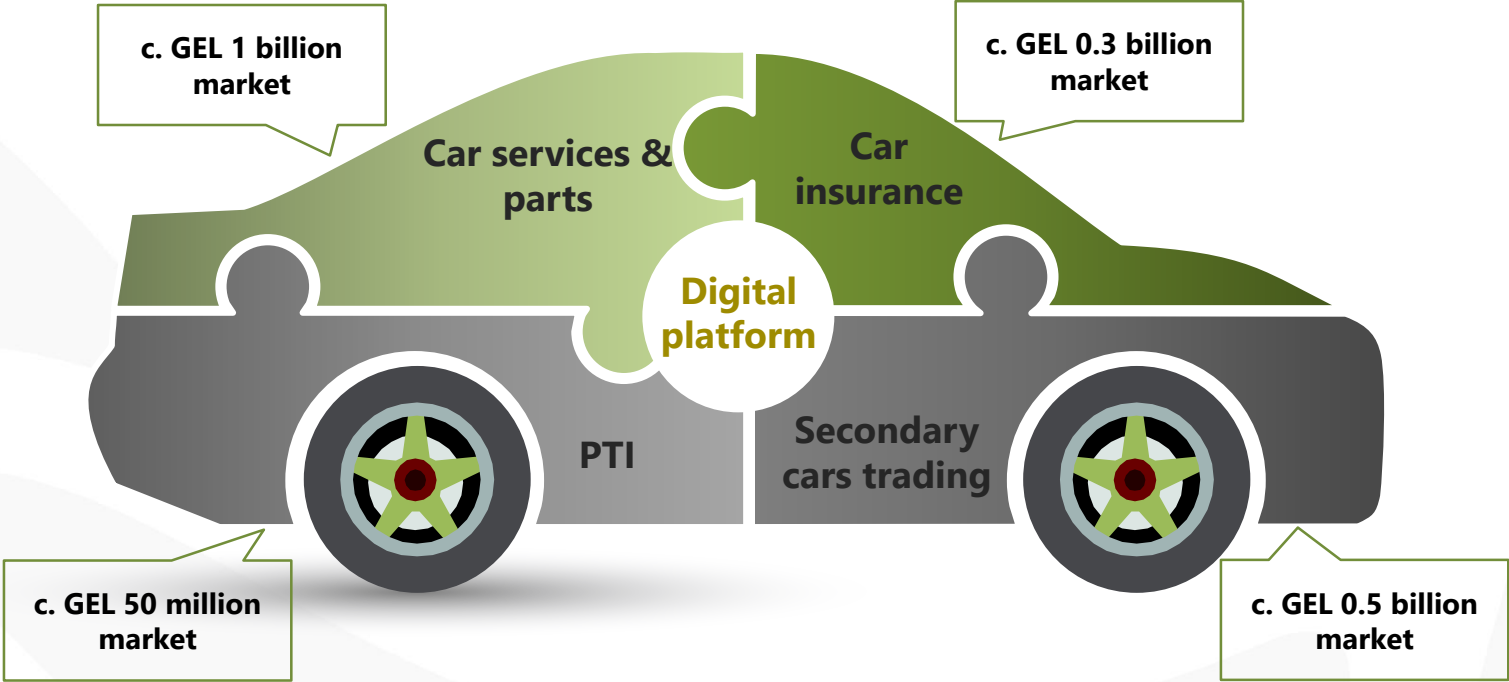 c. GEL 1 billion
market
c. GEL 0.3 billion
market
Car services &
parts
Car
insurance
Digital
platform
PTI
Secondary
cars trading
c. GEL 50 million
market
c. GEL 0.5 billion
market